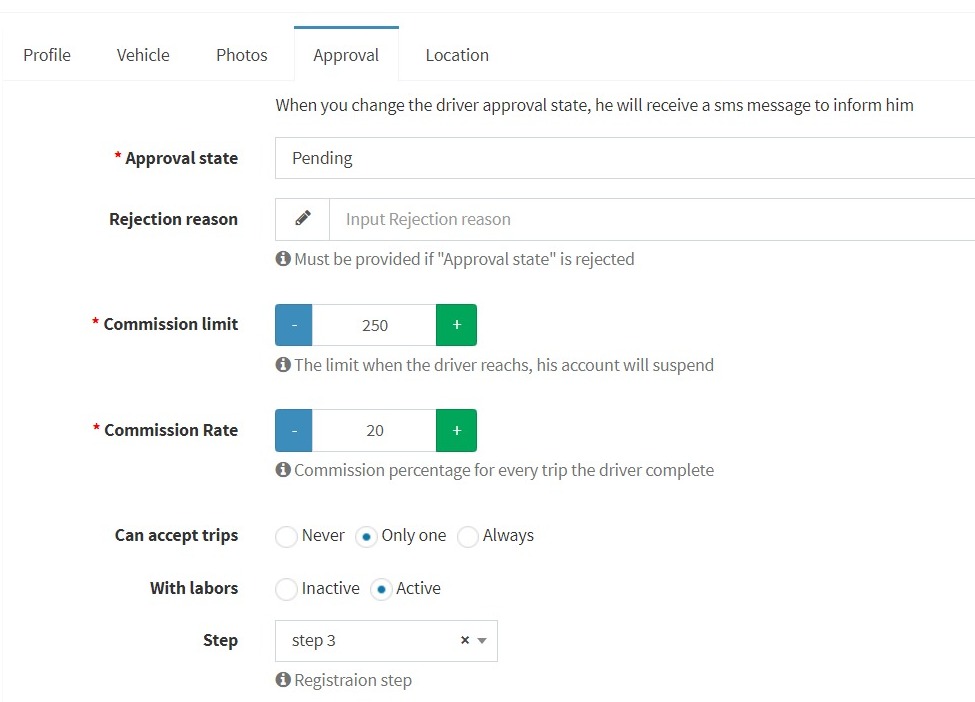 Profile Vehicle Photos Approval Location
When you change the driver approval state, he will receive a sms message to inform him
* Approval state Pending
Rejection reason Input Rejection reason
Must be provided if "Approval state" is rejected
* Commission limit - 250 +
The limit when the driver reachs, his account will suspend
* Commission Rate - 20 +
Commission percentage for every trip the driver complete
Can accept trips Never Only one Always
With labors Inactive Active
Step step 3 ×
Registraion step